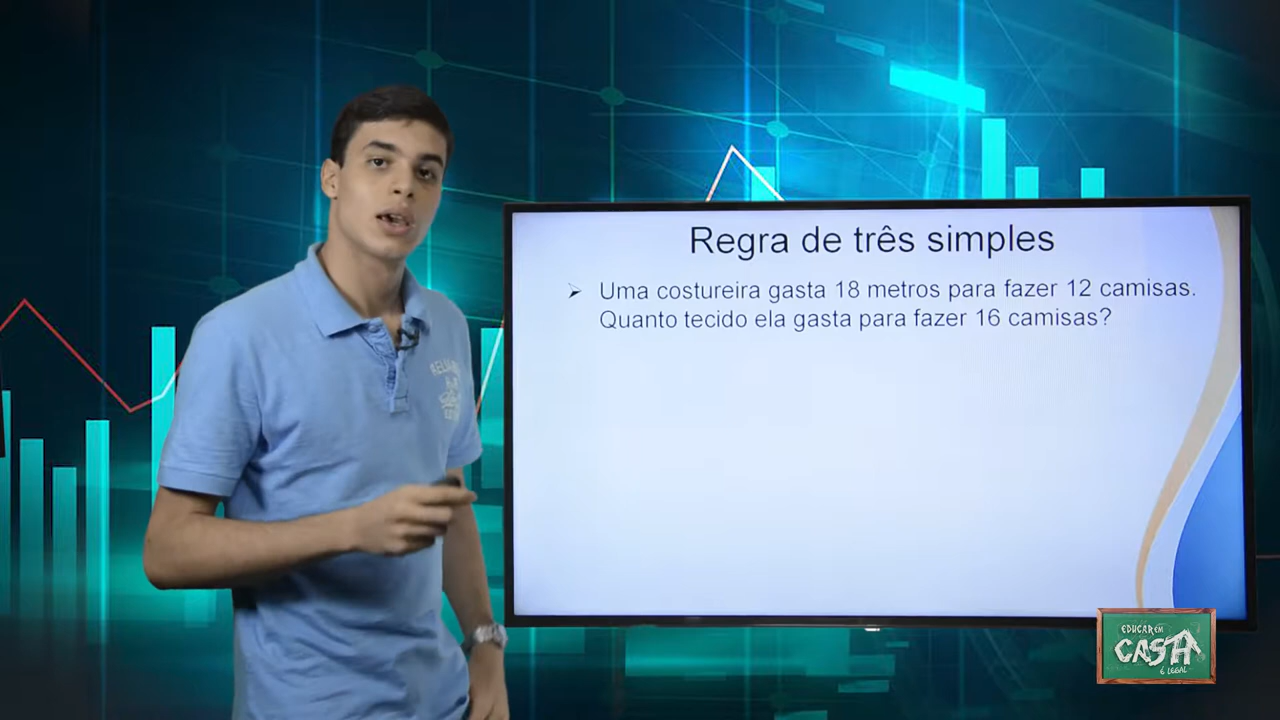 Regra de três simples
➢ Uma costureira gasta 18 metros para fazer 12 camisas.
Quanto tecido ela gasta para fazer 16 camisas?
EDUCAR EM
CASA
É LEGAL